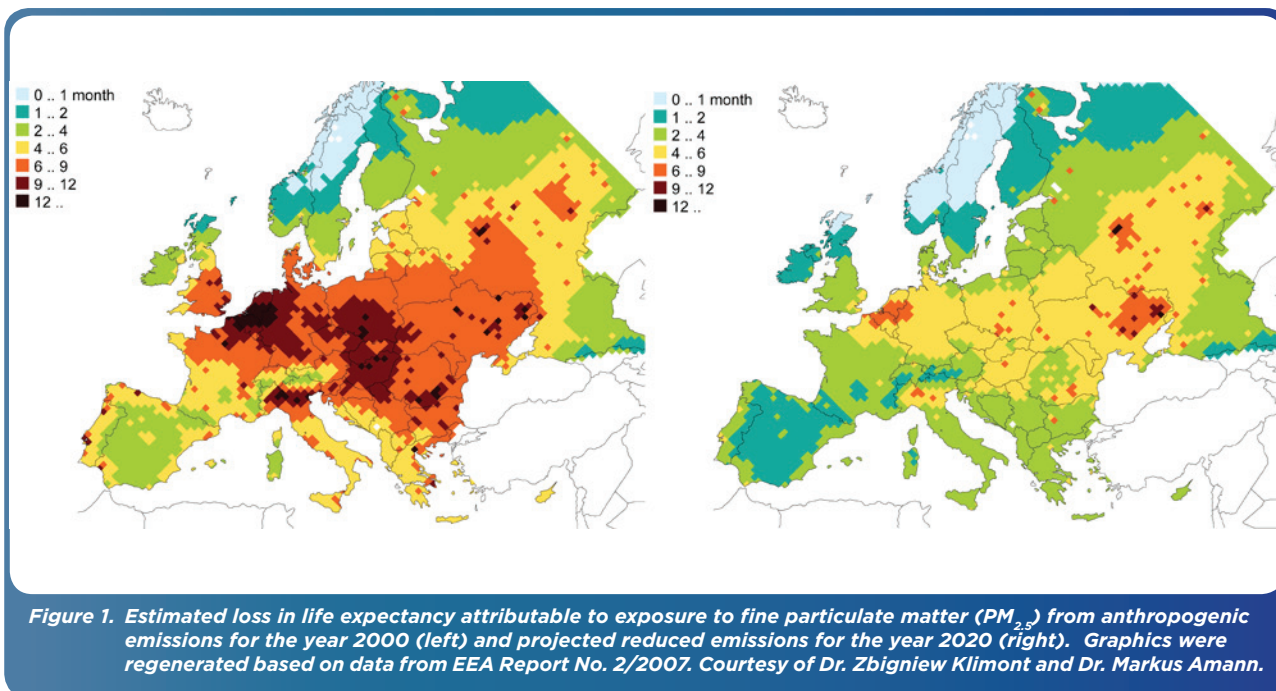 0 .. 1 month
1 .. 2
2 .. 4
4 .. 6
6 .. 9
9 .. 12
12 ..
0 .. 1 month
1 .. 2
2 .. 4
4 .. 6
6 .. 9
9 .. 12
12 ..
Figure 1. Estimated loss in life expectancy attributable to exposure to fine particulate matter (PM2.5) from anthropogenic
emissions for the year 2000 (left) and projected reduced emissions for the year 2020 (right). Graphics were
regenerated based on data from EEA Report No. 2/2007. Courtesy of Dr. Zbigniew Klimont and Dr. Markus Amann.